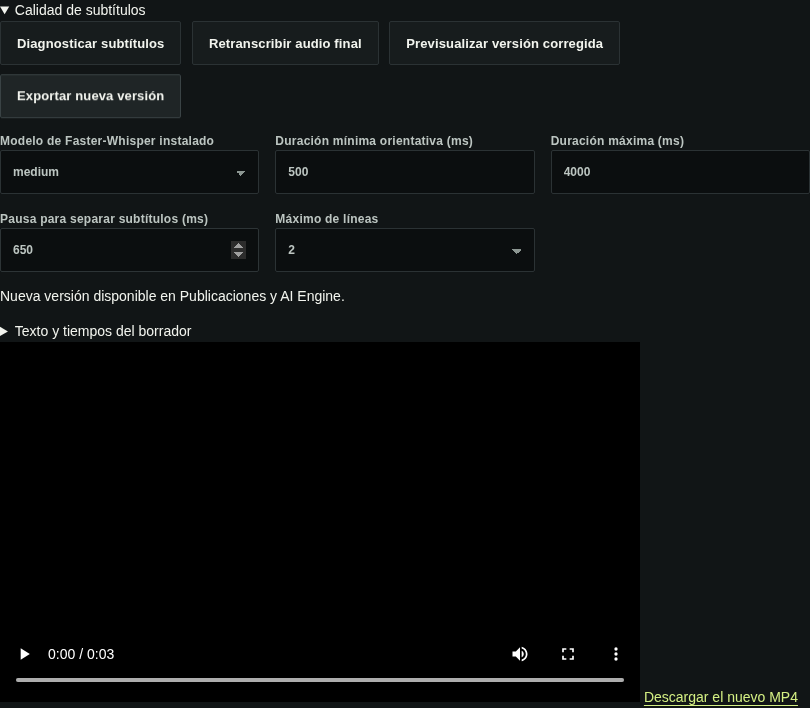 Calidad de subtítulos
Diagnosticar subtítulos Retranscribir audio final Previsualizar versión corregida
Exportar nueva versión
Modelo de Faster-Whisper instalado Duración mínima orientativa (ms) Duración máxima (ms)
medium 500 4000
Pausa para separar subtítulos (ms) Máximo de líneas
650 2
Nueva versión disponible en Publicaciones y AI Engine.
Texto y tiempos del borrador
0:00 / 0:03
Descargar el nuevo MP4